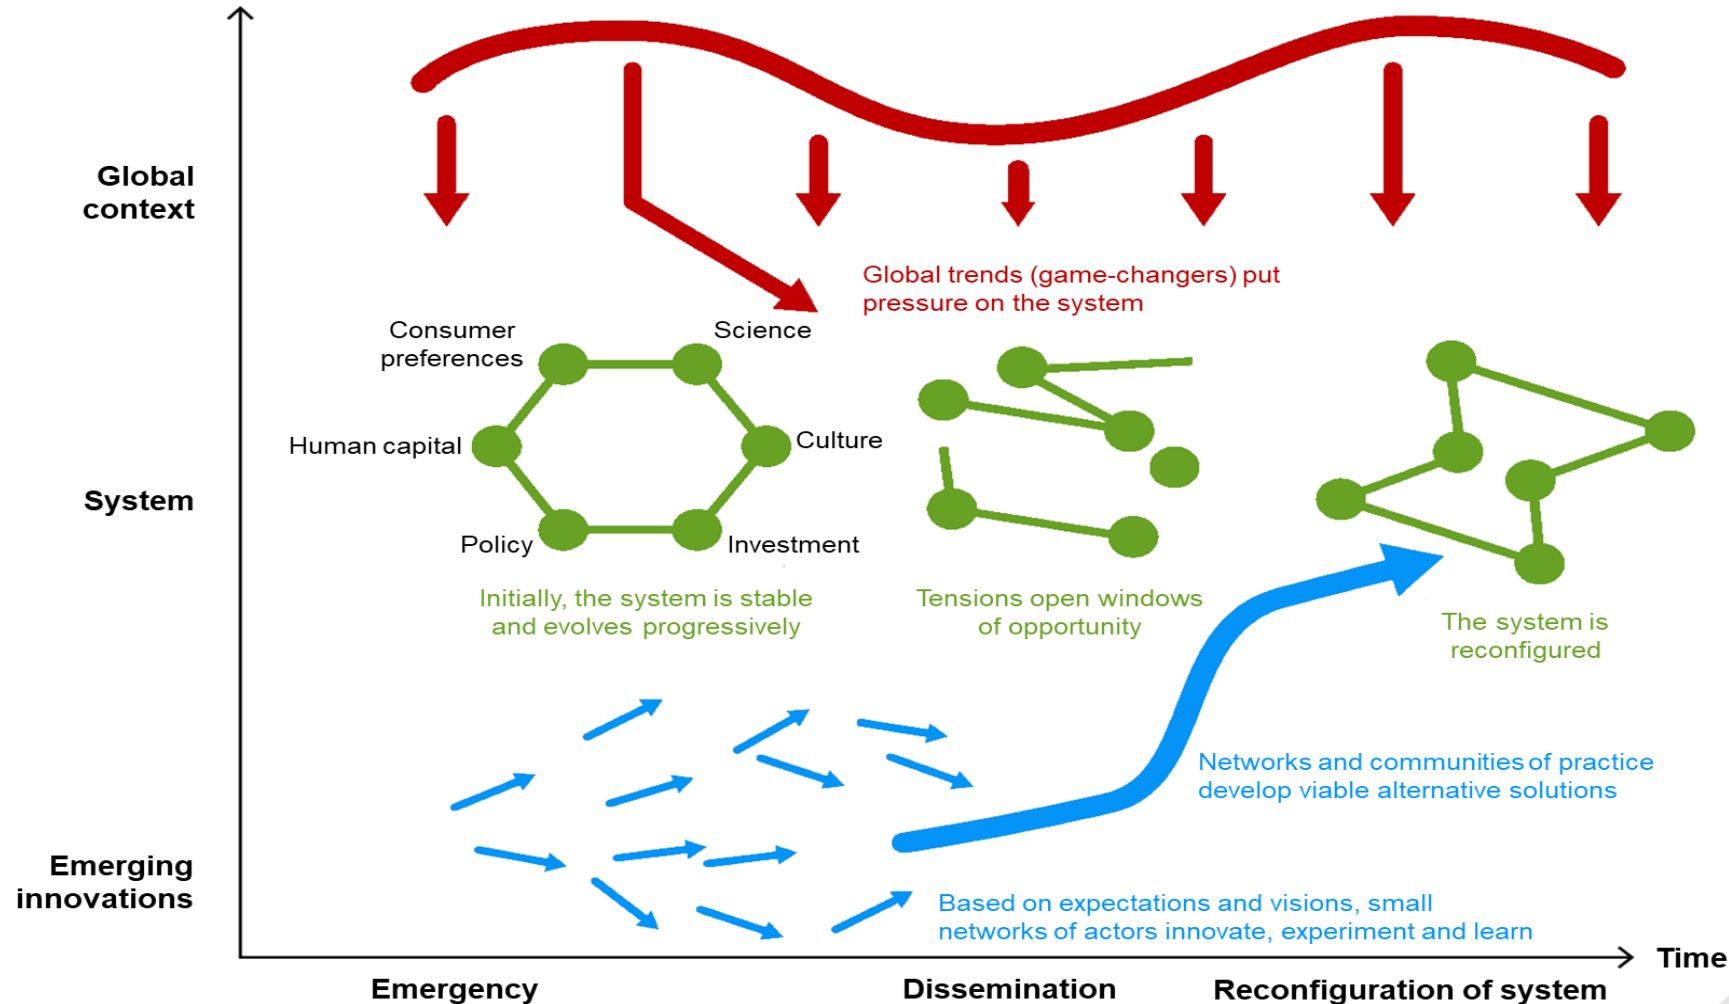 Global
context
Global trends (game-changers) put
pressure on the system
Consumer
preferences
Science
Human capital
Culture
System
Policy
Investment
Initially, the system is stable
and evolves progressively
Tensions open windows
of opportunity
The system is
reconfigured
Networks and communities of practice
develop viable alternative solutions
Emerging
innovations
Based on expectations and visions, small
networks of actors innovate, experiment and learn
Time
Emergency
Dissemination
Reconfiguration of system